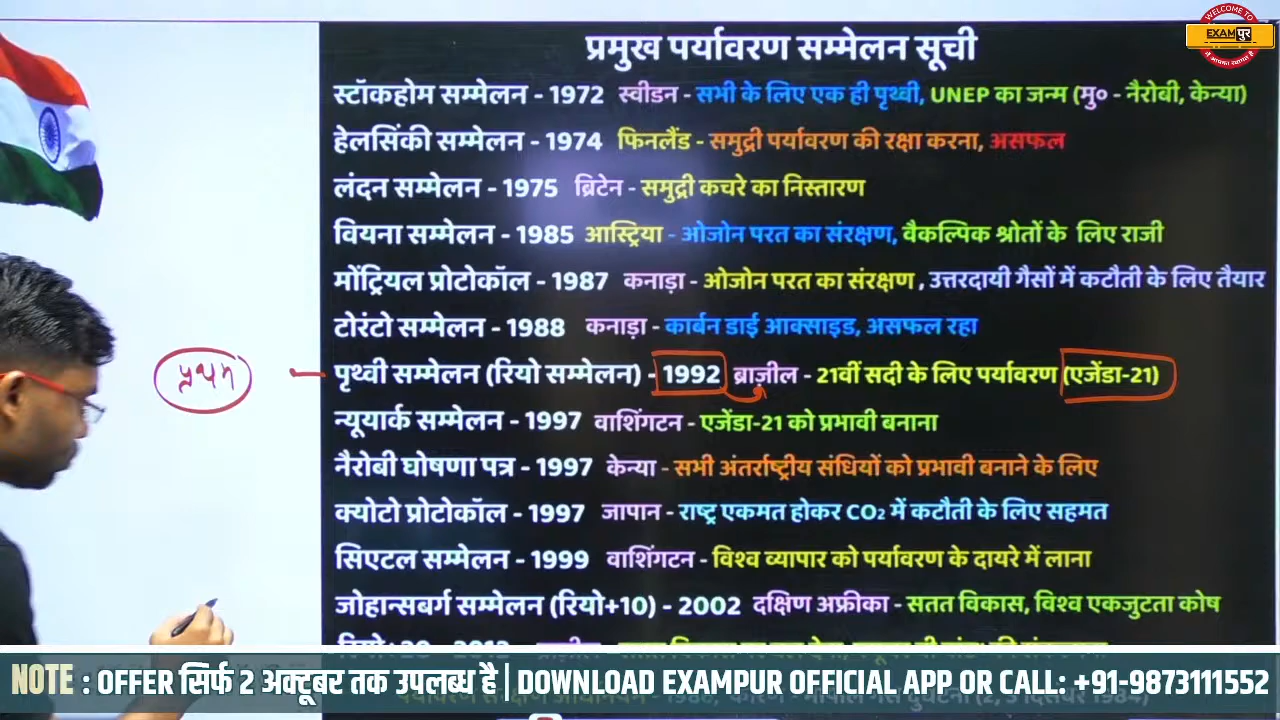 WELCOME TO
EXAM पुर
प्रमुख पर्यावरण सम्मेलन सूची
स्टॉकहोम सम्मेलन - 1972 स्वीडन - सभी के लिए एक ही पृथ्वी, UNEP का जन्म (मु० - नैरोबी, केन्या)
हेलसिंकी सम्मेलन - 1974 फिनलैंड - समुद्री पर्यावरण की रक्षा करना, असफल
लंदन सम्मेलन - 1975 ब्रिटेन - समुद्री कचरे का निस्तारण
वियना सम्मेलन - 1985 आस्ट्रिया - ओजोन परत का संरक्षण, वैकल्पिक श्रोतों के लिए राजी
मोंट्रियल प्रोटोकॉल - 1987 कनाड़ा - ओजोन परत का संरक्षण , उत्तरदायी गैसों में कटौती के लिए तैयार
टोरंटो सम्मेलन - 1988 कनाड़ा - कार्बन डाई आक्साइड, असफल रहा
प्रथम
पृथ्वी सम्मेलन (रियो सम्मेलन) - 1992 ब्राज़ील - 21वीं सदी के लिए पर्यावरण (एजेंडा-21)
न्यूयार्क सम्मेलन - 1997 वाशिंगटन - एजेंडा-21 को प्रभावी बनाना
नैरोबी घोषणा पत्र - 1997 केन्या - सभी अंतर्राष्ट्रीय संधियों को प्रभावी बनाने के लिए
क्योटो प्रोटोकॉल - 1997 जापान - राष्ट्र एकमत होकर CO₂ में कटौती के लिए सहमत
सिएटल सम्मेलन - 1999 वाशिंगटन - विश्व व्यापार को पर्यावरण के दायरे में लाना
जोहान्सबर्ग सम्मेलन (रियो+10) - 2002 दक्षिण अफ्रीका - सतत विकास, विश्व एकजुटता कोष
NOTE : OFFER सिर्फ 2 अक्टूबर तक उपलब्ध है | DOWNLOAD EXAMPUR OFFICIAL APP OR CALL: +91-9873111552